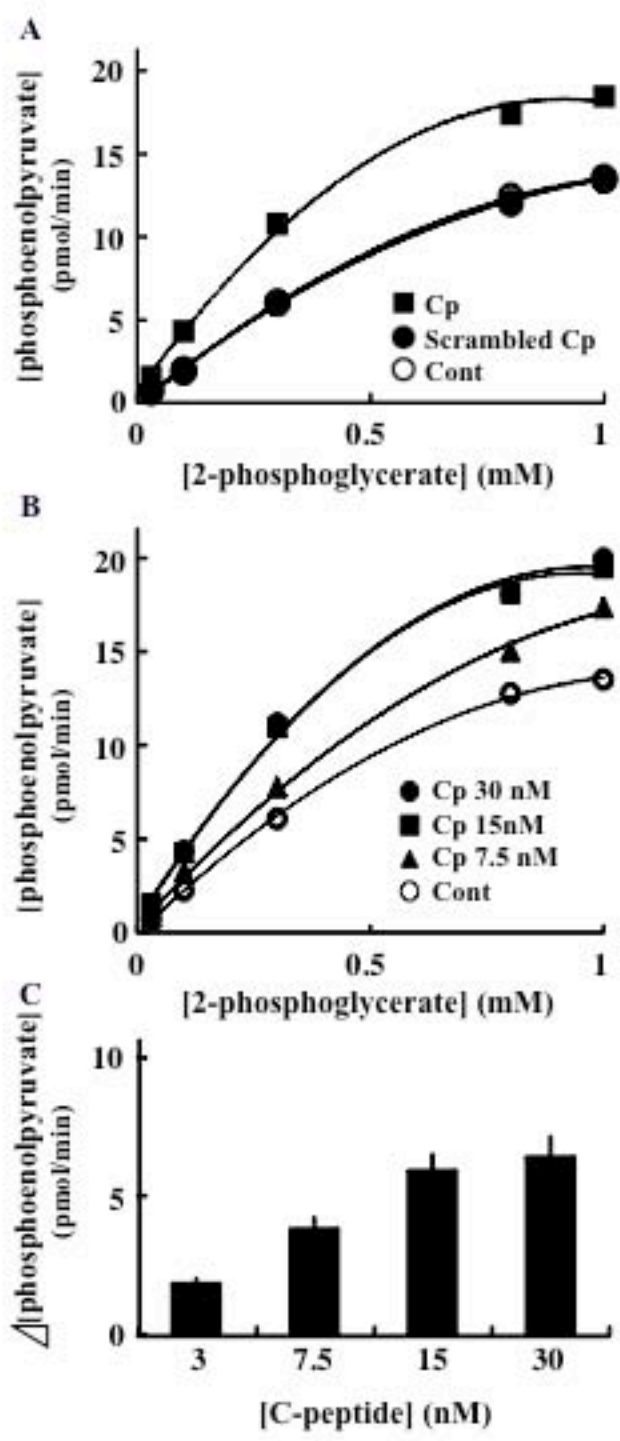 A
[phosphoenolpyruvate]
(pmol/min)
20
15
10
5
0
Cp
Scrambled Cp
Cont
0 0.5 1
[2-phosphoglycerate] (mM)
B
[phosphoenolpyruvate]
(pmol/min)
20
15
10
5
0
Cp 30 nM
Cp 15nM
Cp 7.5 nM
Cont
0 0.5 1
[2-phosphoglycerate] (mM)
C
⊿[phosphoenolpyruvate]
(pmol/min)
10
5
0
3 7.5 15 30
[C-peptide] (nM)